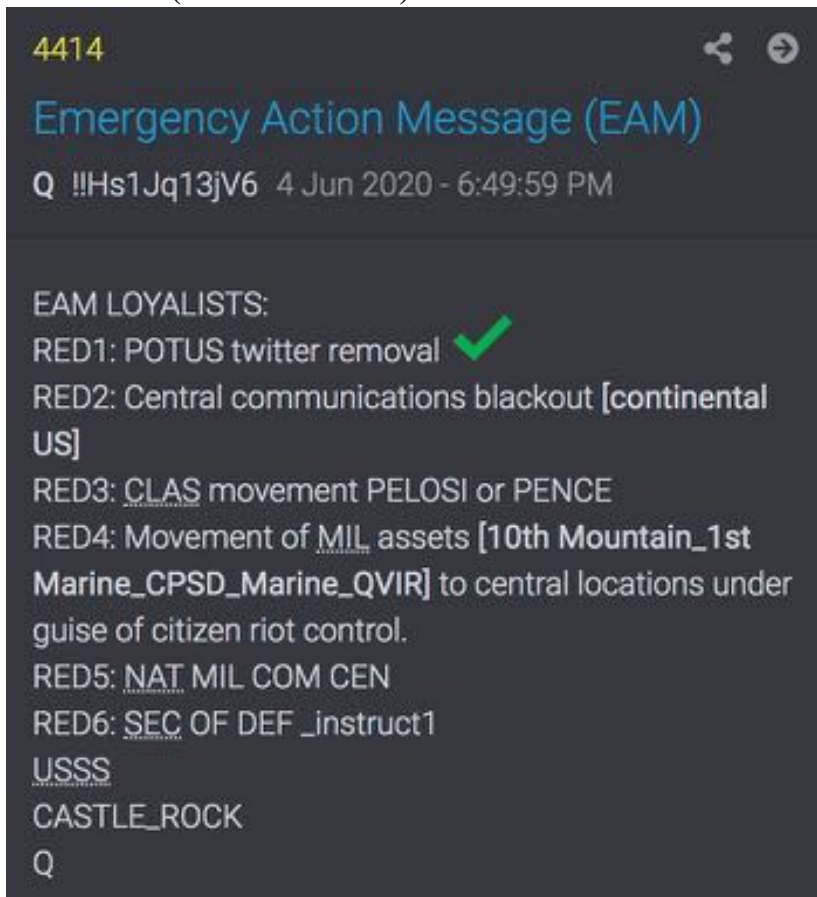 4414
Emergency Action Message (EAM)
Q !!Hs1Jq13jV6 4 Jun 2020 - 6:49:59 PM
EAM LOYALISTS:
RED1: POTUS twitter removal
RED2: Central communications blackout [continental
US]
RED3: CLAS movement PELOSI or PENCE
RED4: Movement of MIL assets [10th Mountain_1st
Marine_CPSD_Marine_QVIR] to central locations under
guise of citizen riot control.
RED5: NAT MIL COM CEN
RED6: SEC OF DEF _instruct1
USSS
CASTLE_ROCK
Q